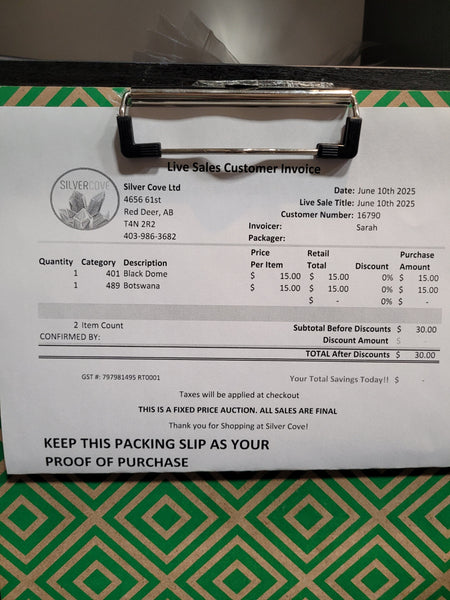 Live Sales Customer Invoice
SILVERCOVE
Silver Cove Ltd
4656 61st
Red Deer, AB
T4N 2R2
403-986-3682
Date: June 10th 2025
Live Sale Title: June 10th 2025
Customer Number: 16790
Invoicer: Sarah
Packager:
Quantity Category Description Price Per Item Retail Total Discount Purchase Amount
1 401 Black Dome $ 15.00 $ 15.00 0% $ 15.00
1 489 Botswana $ 15.00 $ 15.00 0% $ 15.00
$ - 0% $ -
2 Item Count Subtotal Before Discounts $ 30.00
CONFIRMED BY: Discount Amount $ -
TOTAL After Discounts $ 30.00
GST #: 797981495 RT0001 Your Total Savings Today!! $ -
Taxes will be applied at checkout
THIS IS A FIXED PRICE AUCTION. ALL SALES ARE FINAL
Thank you for Shopping at Silver Cove!
KEEP THIS PACKING SLIP AS YOUR
PROOF OF PURCHASE